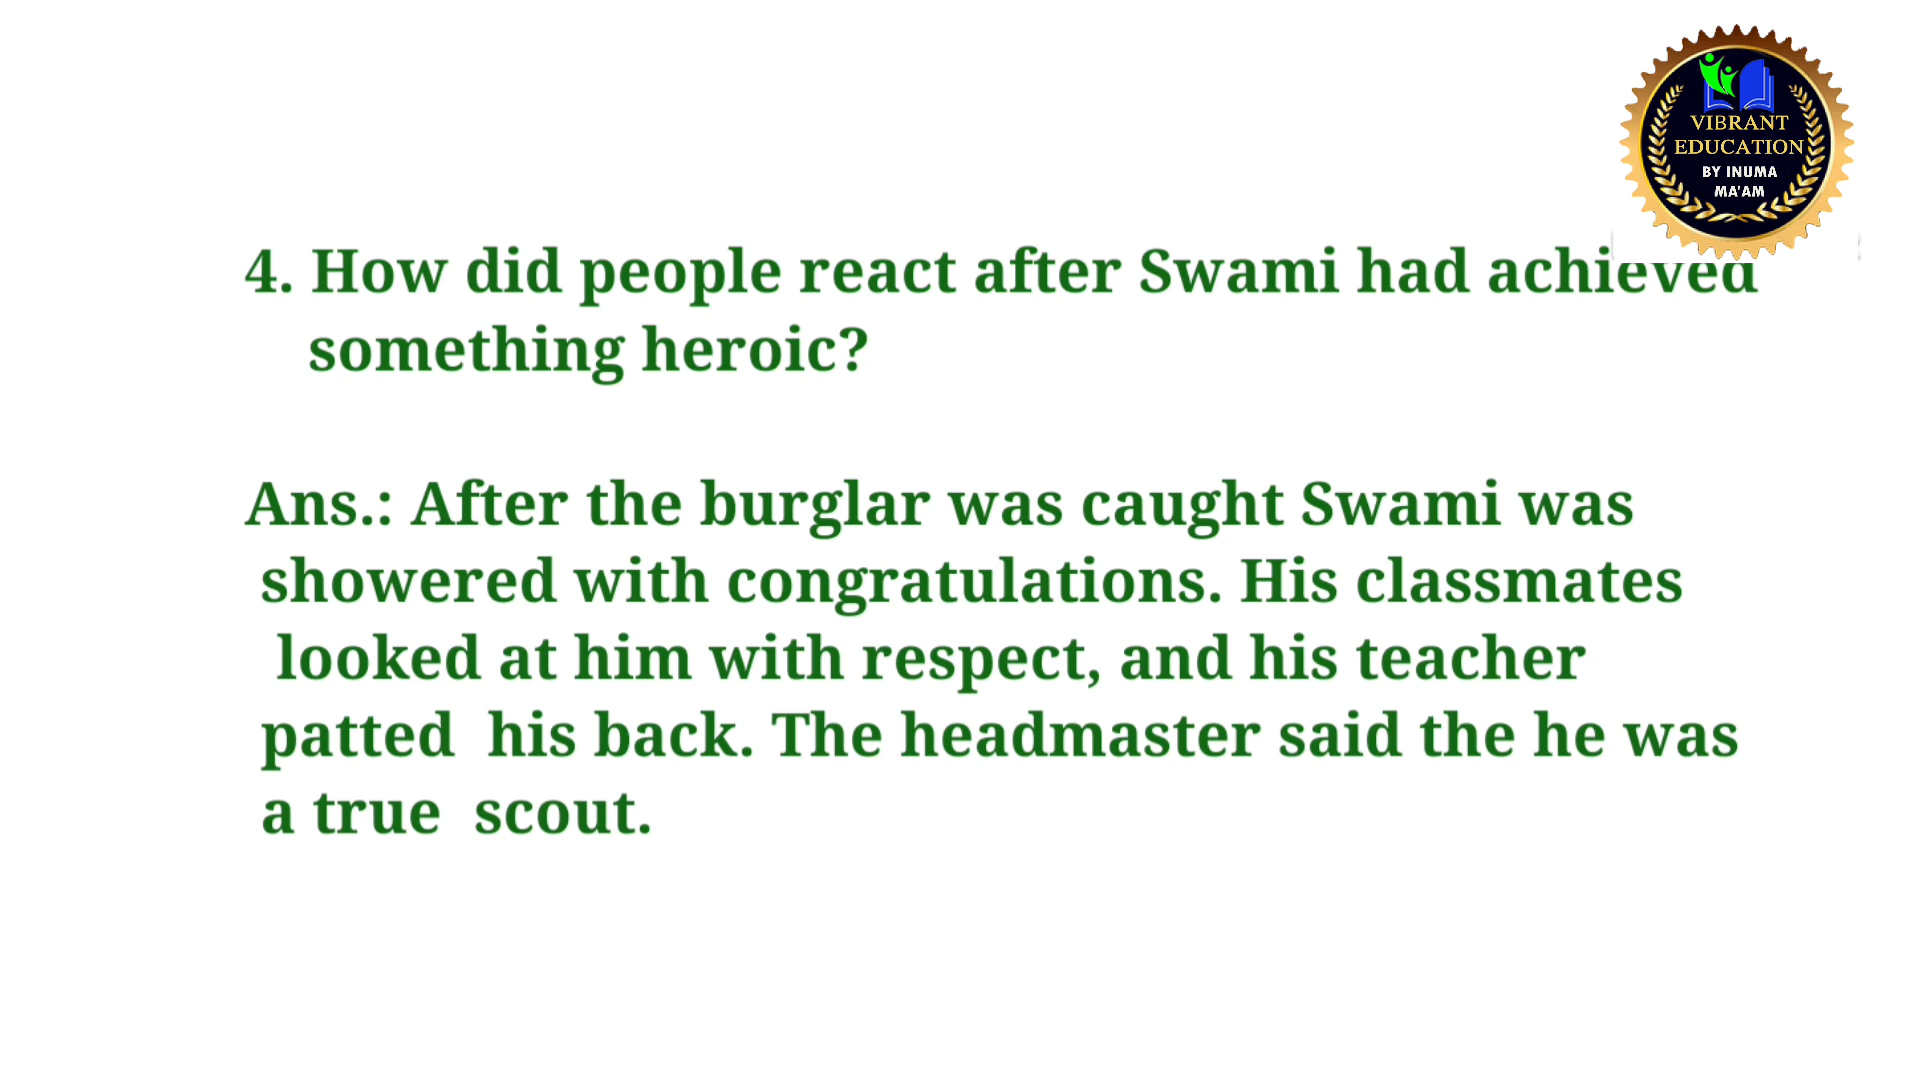 VIBRANT
EDUCATION
BY INUMA
MA'AM
4. How did people react after Swami had achieved
something heroic?
Ans.: After the burglar was caught Swami was
showered with congratulations. His classmates
looked at him with respect, and his teacher
patted his back. The headmaster said the he was
a true scout.